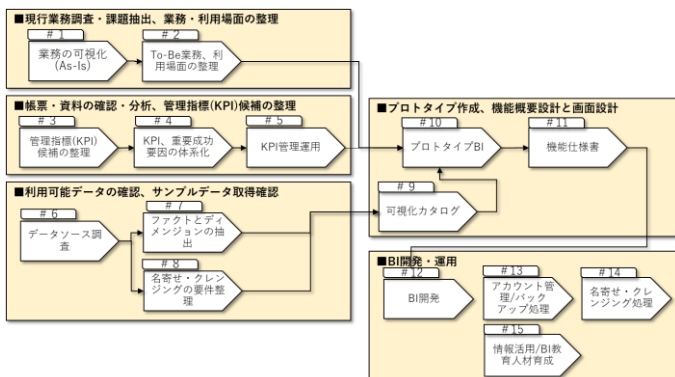 ■現行業務調査・課題抽出、業務・利用場面の整理
# 1
業務の可視化
(As-Is)
# 2
To-Be業務、利
用場面の整理
■帳票・資料の確認・分析、管理指標(KPI)候補の整理
# 3
管理指標(KPI)
候補の整理
# 4
KPI、重要成功
要因の体系化
# 5
KPI管理運用
■利用可能データの確認、サンプルデータ取得確認
# 6
データソース調
査
# 7
ファクトとディ
メンジョンの抽
出
# 8
名寄せ・クレン
ジングの要件
整理
■プロトタイプ作成、機能概要設計と画面設計
#10
プロトタイプBI
#11
機能仕様書
# 9
可視化カタログ
■BI開発・運用
#12
BI開発
#13
アカウント管
理/バック
アップ処理
#14
名寄せ・クレ
ンジング処理
#15
情報活用/BI教
育人材育成